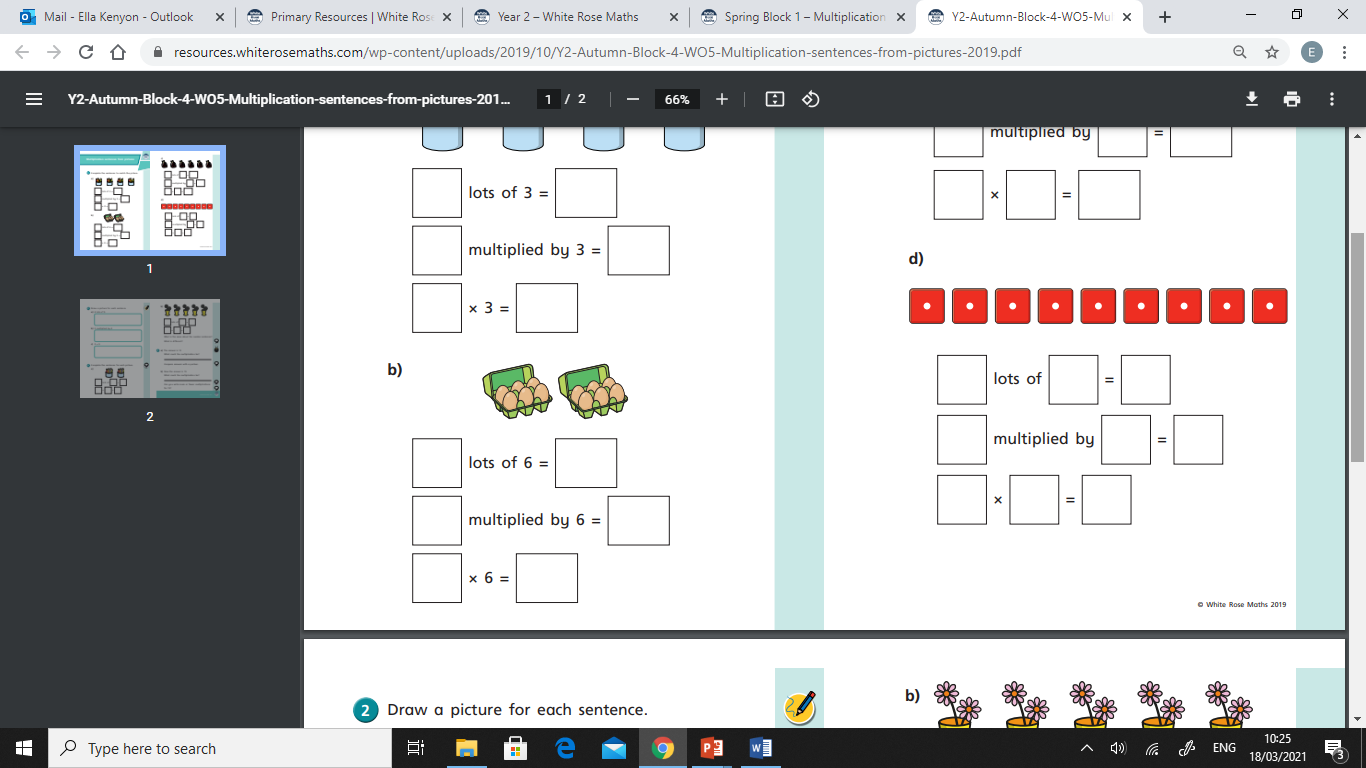 Mail - Ella Kenyon - Outlook
Primary Resources | White Ros
Year 2 – White Rose Maths
Spring Block 1 – Multiplication
Y2-Autumn-Block-4-WO5-Mul
resources.whiterosemaths.com/wp-content/uploads/2019/10/Y2-Autumn-Block-4-WO5-Multiplication-sentences-from-pictures-2019.pdf
E
Y2-Autumn-Block-4-WO5-Multiplication-sentences-from-pictures-201...
1 / 2
66%
1
2
lots of 3 =
multiplied by 3 =
× 3 =
b)
lots of 6 =
multiplied by 6 =
× 6 =
multiplied by =
× =
d)
lots of =
multiplied by =
× =
© White Rose Maths 2019
2 Draw a picture for each sentence.
b)
Type here to search
ENG
10:25
18/03/2021
3